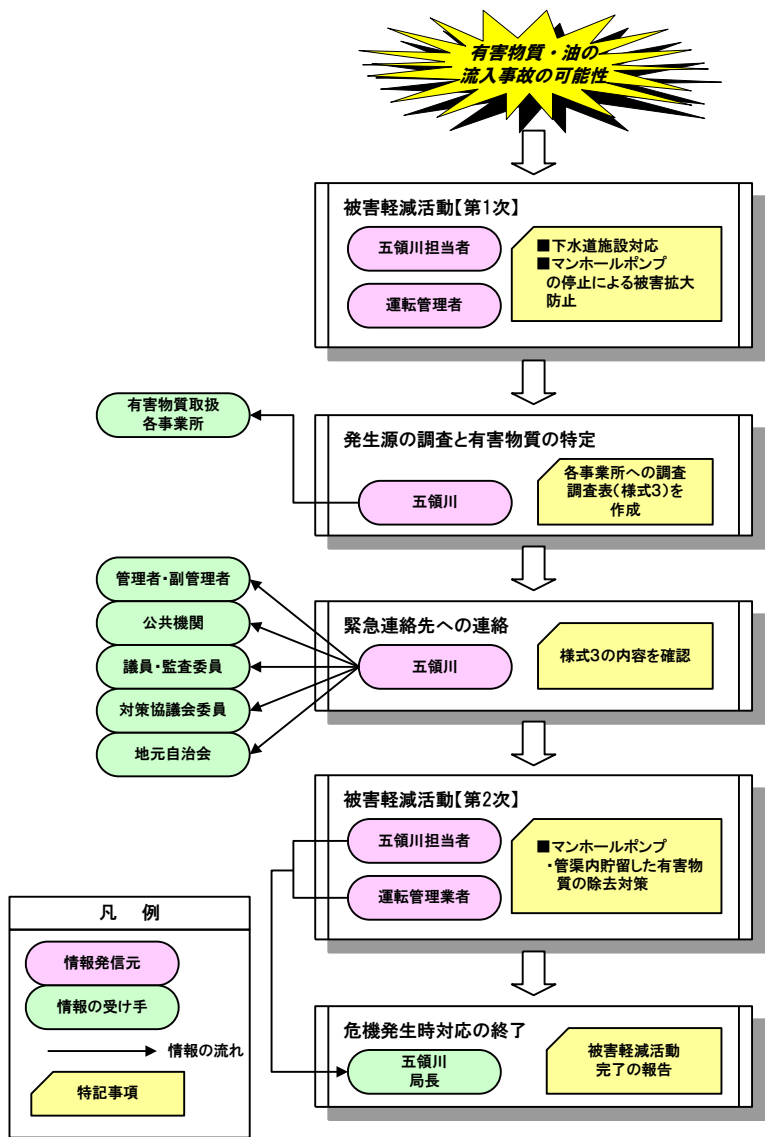 有害物質・油の
流入事故の可能性
被害軽減活動【第1次】
五領川担当者
運転管理者
■下水道施設対応
■マンホールポンプ
の停止による被害拡大
防止
有害物質取扱
各事業所
発生源の調査と有害物質の特定
五領川
各事業所への調査
調査表(様式3)を
作成
管理者・副管理者
公共機関
議員・監査委員
対策協議会委員
地元自治会
緊急連絡先への連絡
五領川
様式3の内容を確認
被害軽減活動【第2次】
五領川担当者
運転管理業者
■マンホールポンプ
・管渠内貯留した有害物
質の除去対策
危機発生時対応の終了
五領川
局長
被害軽減活動
完了の報告
凡 例
情報発信元
情報の受け手
情報の流れ
特記事項